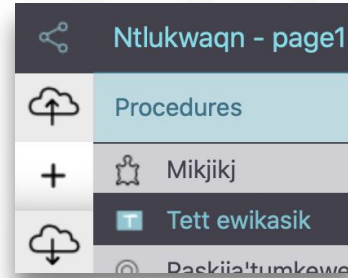 Ntlukwaqn - page1
Procedures
Mikjikj
T Tett ewikasik